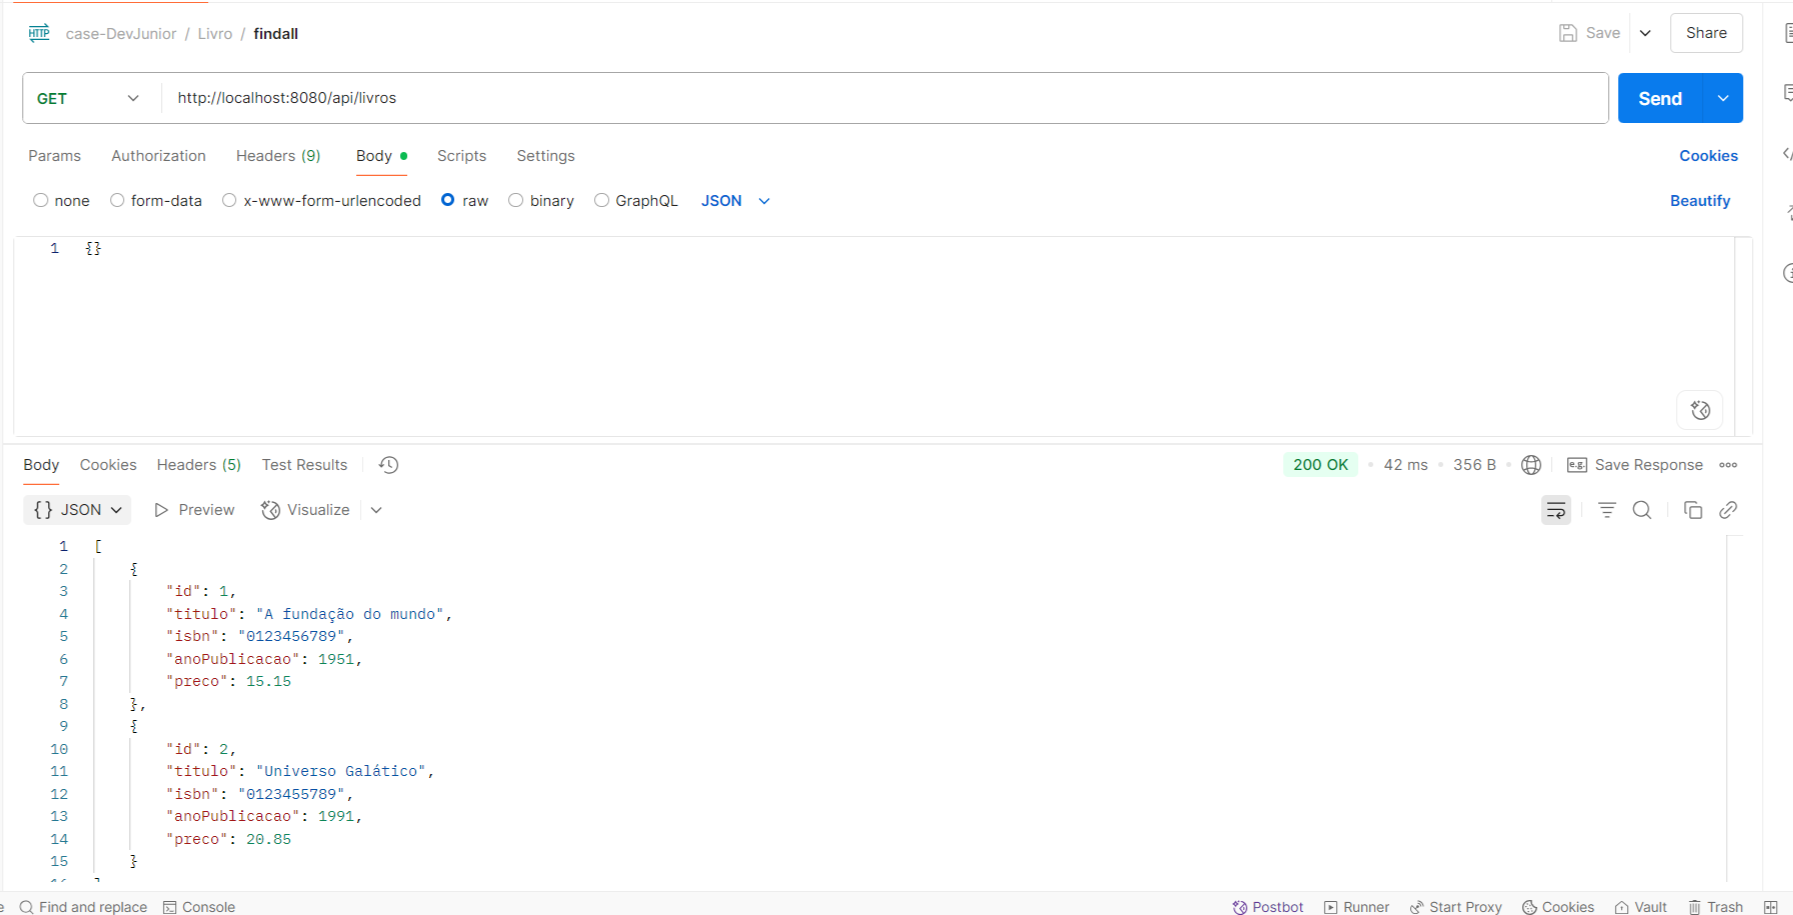 HTTP case-DevJunior / Livro / findall Save Share
GET http://localhost:8080/api/livros Send
Params Authorization Headers (9) Body Scripts Settings Cookies
none form-data x-www-form-urlencoded raw binary GraphQL JSON Beautify
1 {}
Body Cookies Headers (5) Test Results 200 OK • 42 ms • 356 B • e.g. Save Response
{} JSON Preview Visualize
1 [
2 {
3 "id": 1,
4 "titulo": "A fundação do mundo",
5 "isbn": "0123456789",
6 "anoPublicacao": 1951,
7 "preco": 15.15
8 },
9 {
10 "id": 2,
11 "titulo": "Universo Galático",
12 "isbn": "0123455789",
13 "anoPublicacao": 1991,
14 "preco": 20.85
15 }
Find and replace Console Postbot Runner Start Proxy Cookies Vault Trash